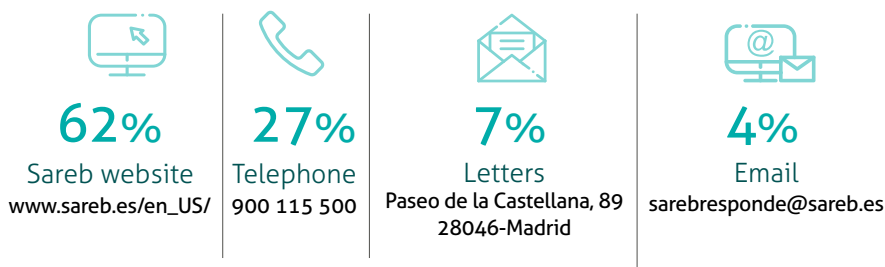 @
62%
Sareb website
www.sareb.es/en_US/
27%
Telephone
900 115 500
7%
Letters
Paseo de la Castellana, 89
28046-Madrid
4%
Email
sarebresponde@sareb.es